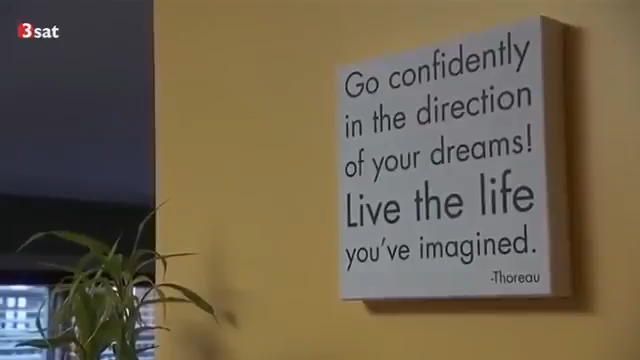 3sat
Go confidently
in the direction
of your dreams!
Live the life
you've imagined.
-Thoreau